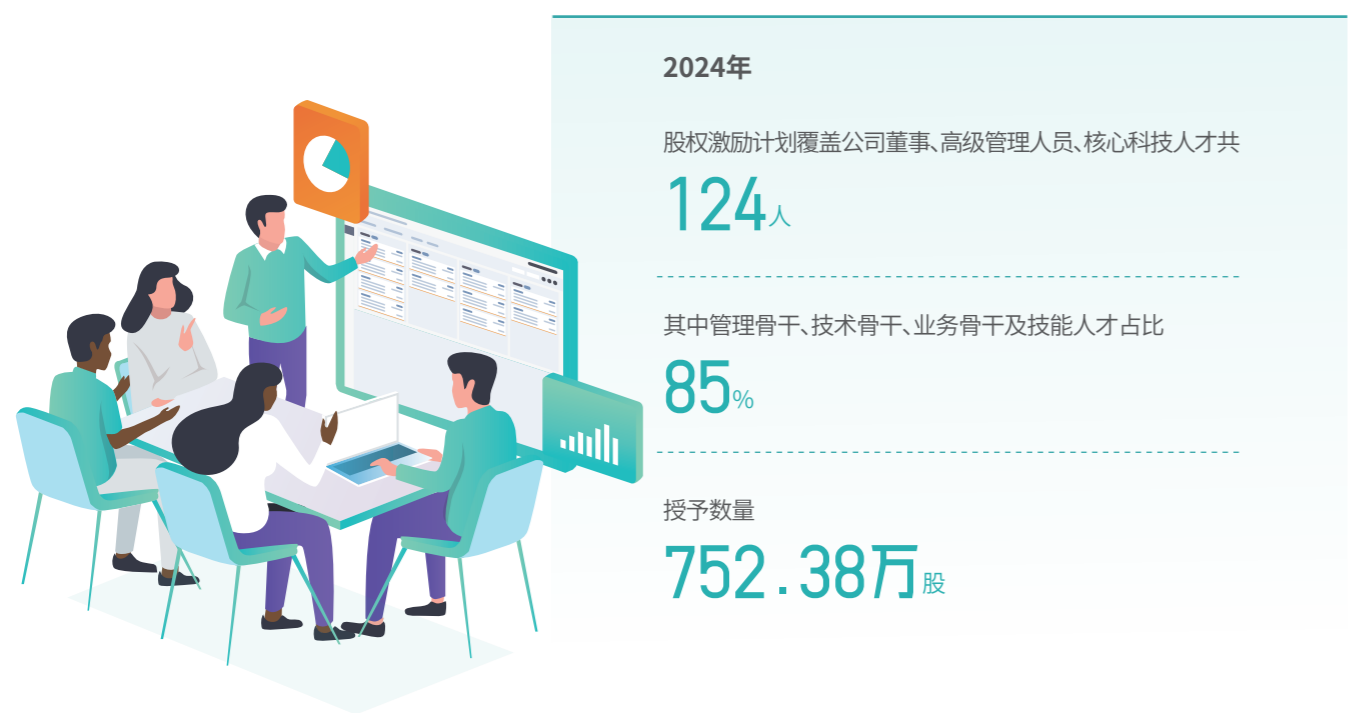 2024年
股权激励计划覆盖公司董事、高级管理人员、核心科技人才共
124人
其中管理骨干、技术骨干、业务骨干及技能人才占比
85%
授予数量
752.38万股